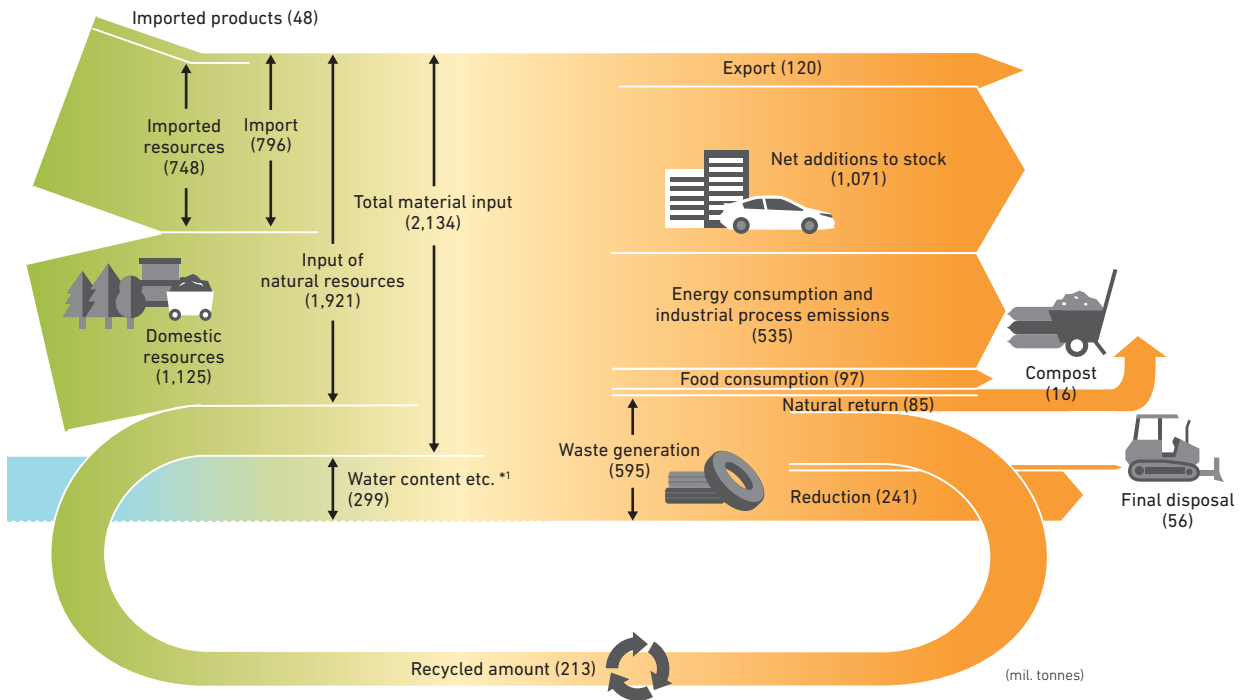 Imported products (48)
Export (120)
Imported
resources
(748)
Import
(796)
Net additions to stock
(1,071)
Total material input
(2,134)
Input of
natural resources
(1,921)
Energy consumption and
industrial process emissions
(535)
Domestic
resources
(1,125)
Compost
(16)
Food consumption (97)
Natural return (85)
Waste generation
(595)
Water content etc. *1
(299)
Reduction (241)
Final disposal
(56)
Recycled amount (213)
(mil. tonnes)